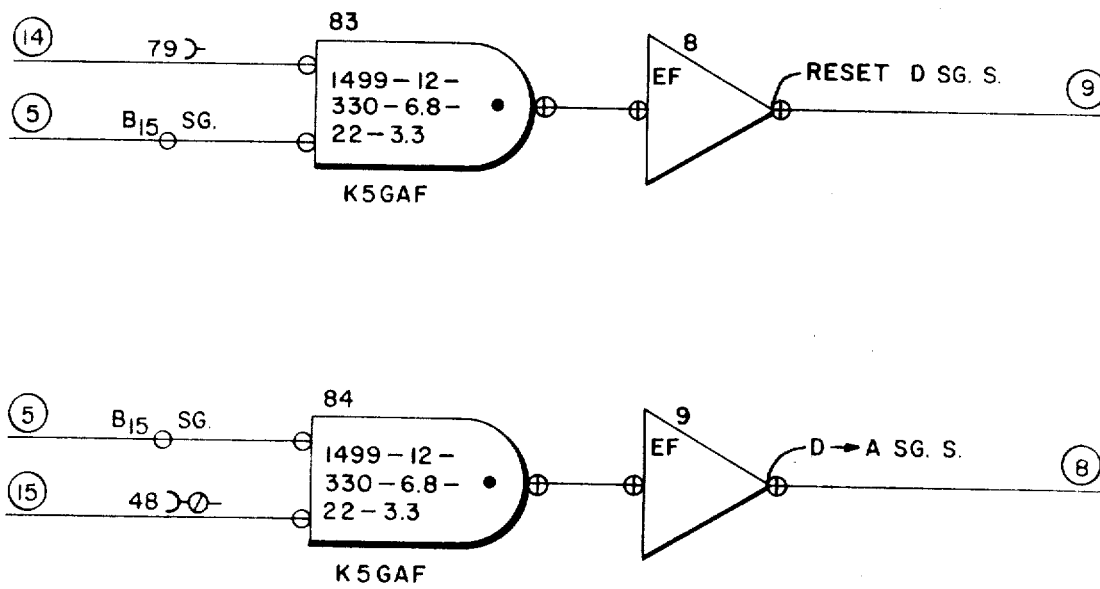 83
14
79
8
1499-12-
330-6.8-
22-3.3
EF
RESET D SG. S.
9
5
B15 SG.
K5GAF
84
5
B15 SG.
9
1499-12-
330-6.8-
22-3.3
EF
D→A SG. S.
8
15
48
K5GAF